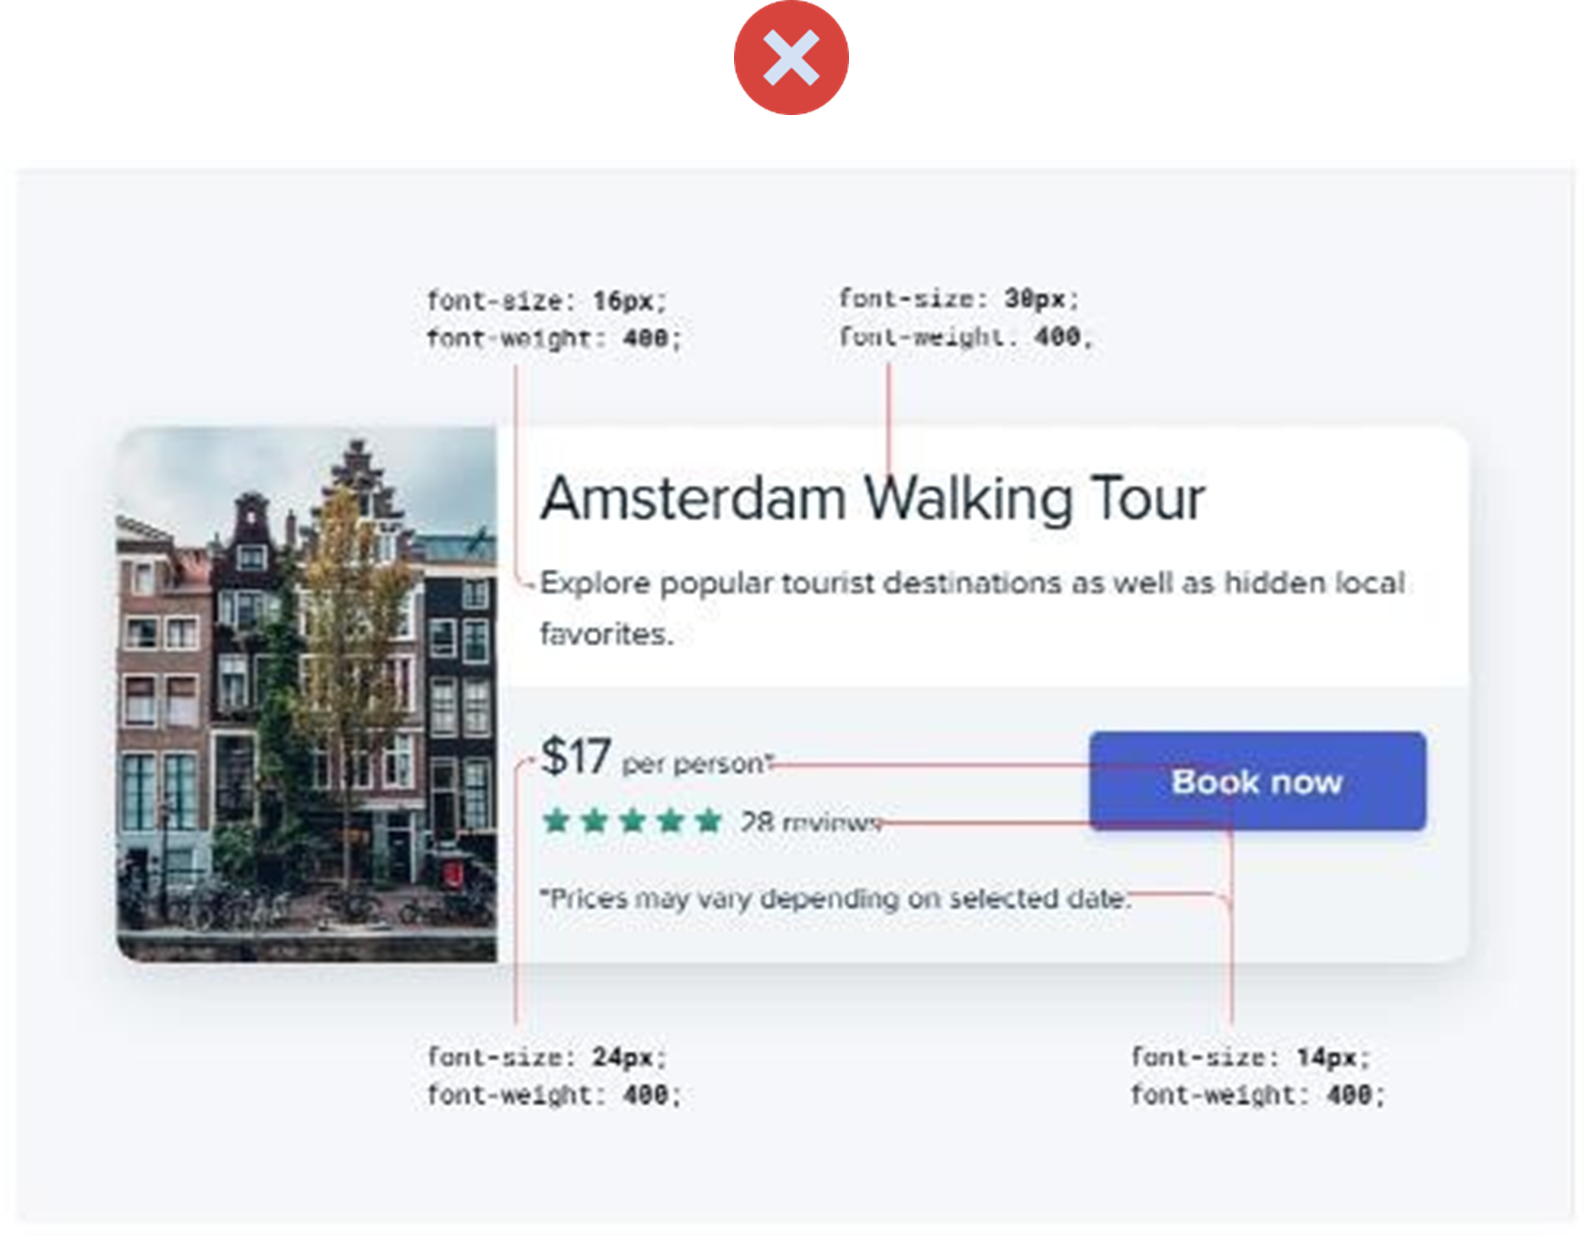 font-size: 16px;
font-weight: 400;
font-size: 30px;
font-weight: 400;
Amsterdam Walking Tour
Explore popular tourist destinations as well as hidden local
favorites.
$17 per person*
Book now
28 reviews
*Prices may vary depending on selected date.
font-size: 24px;
font-weight: 400;
font-size: 14px;
font-weight: 400;